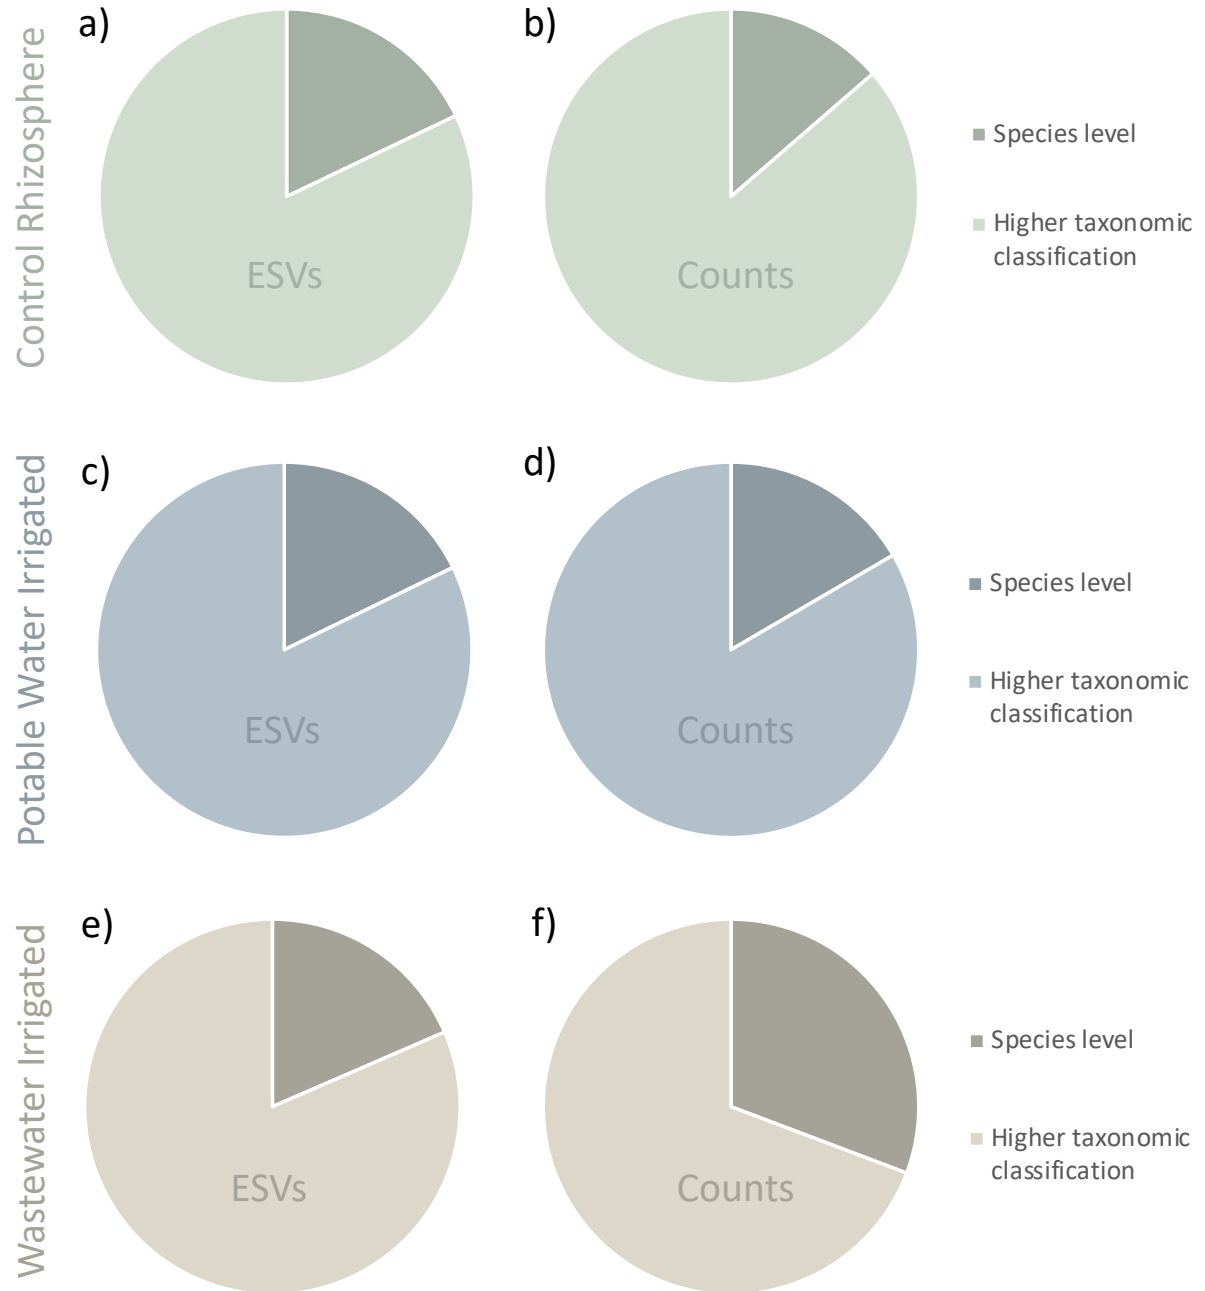 Control Rhizosphere
a)
ESVs
b)
Counts
Species level
Higher taxonomic
classification
Potable Water Irrigated
c)
ESVs
d)
Counts
Species level
Higher taxonomic
classification
Wastewater Irrigated
e)
ESVs
f)
Counts
Species level
Higher taxonomic
classification